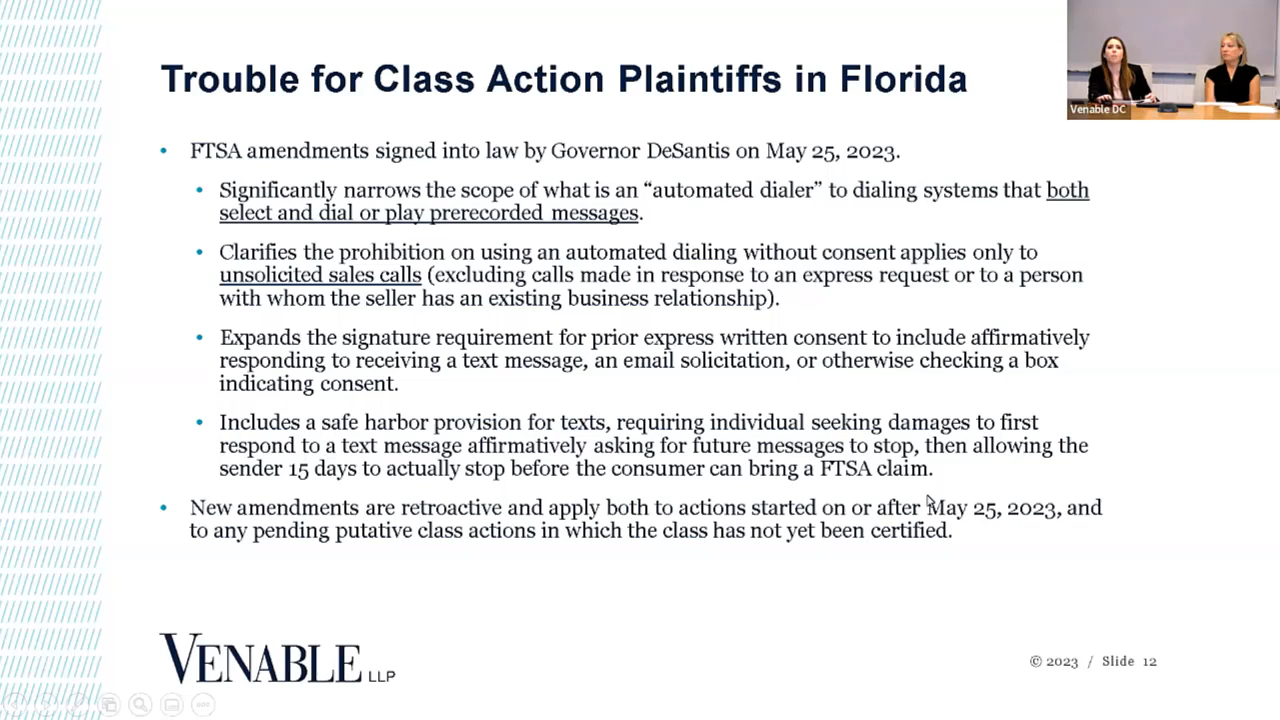 Trouble for Class Action Plaintiffs in Florida
Venable DC
• FTSA amendments signed into law by Governor DeSantis on May 25, 2023.
• Significantly narrows the scope of what is an “automated dialer” to dialing systems that both
select and dial or play prerecorded messages.
• Clarifies the prohibition on using an automated dialing without consent applies only to
unsolicited sales calls (excluding calls made in response to an express request or to a person
with whom the seller has an existing business relationship).
• Expands the signature requirement for prior express written consent to include affirmatively
responding to receiving a text message, an email solicitation, or otherwise checking a box
indicating consent.
• Includes a safe harbor provision for texts, requiring individual seeking damages to first
respond to a text message affirmatively asking for future messages to stop, then allowing the
sender 15 days to actually stop before the consumer can bring a FTSA claim.
• New amendments are retroactive and apply both to actions started on or after May 25, 2023, and
to any pending putative class actions in which the class has not yet been certified.
VENABLE LLP
© 2023 / Slide 12